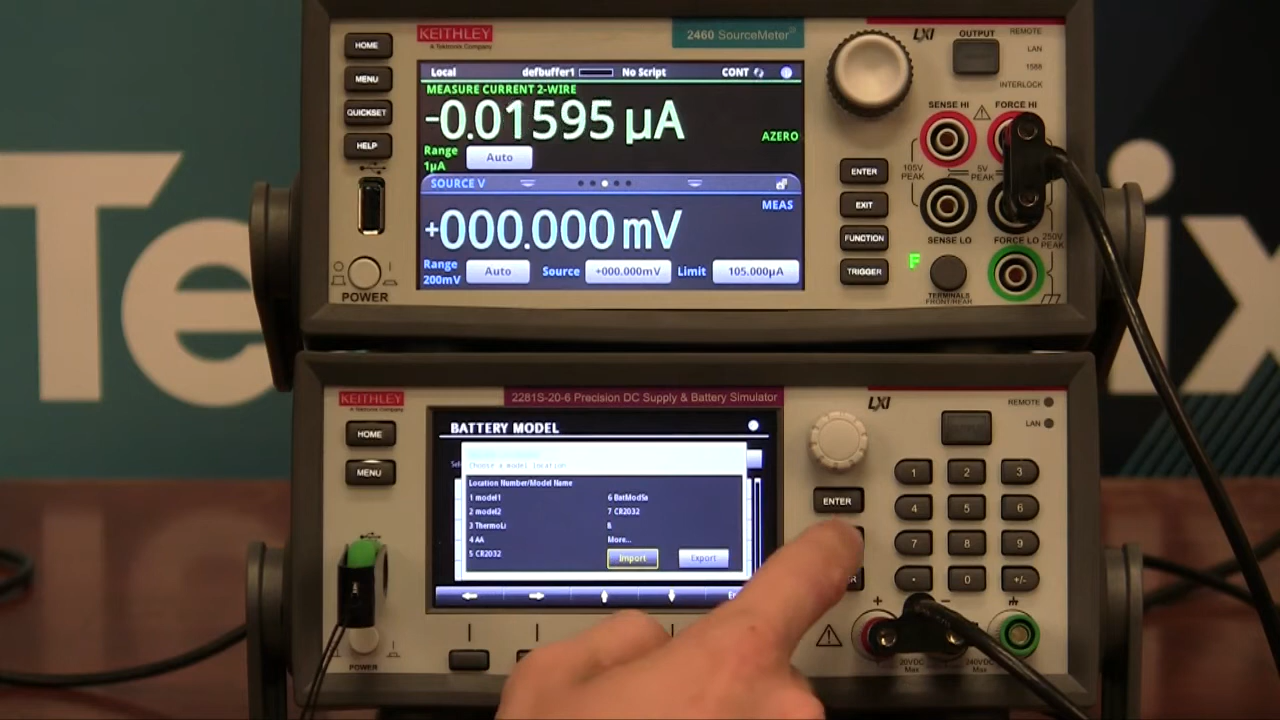 Te
ix
KEITHLEY
A Tektronix Company
2460 SourceMeter
LXI
OUTPUT
REMOTE
LAN
1588
INTERLOCK
HOME
MENU
QUICKSET
HELP
POWER
Local
defbuffer1
No Script
CONT
MEASURE CURRENT 2-WIRE
-0.01595 µA
AZERO
Range
1µA
Auto
SOURCE V
MEAS
+000.000 mV
Range
200mV
Auto
Source
+000.000mV
Limit
105.000µA
ENTER
EXIT
FUNCTION
TRIGGER
SENSE HI
FORCE HI
105V
PEAK
5V
PEAK
SENSE LO
FORCE LO
250V
PEAK
F
TERMINALS
FRONT/REAR
KEITHLEY
A Tektronix Company
2281S-20-6 Precision DC Supply & Battery Simulator
LXI
REMOTE
LAN
HOME
MENU
POWER
BATTERY MODEL
Choose a model location
Location Number/Model Name
1 model1
2 model2
3 ThermoLi
4 AA
5 CR2032
6 BatModSa
7 CR2032
8.
More...
Import
Export
ENTER
1
2
3
4
5
6
7
8
9
.
0
+/-
+
−
20VDC
Max
240VDC
Max